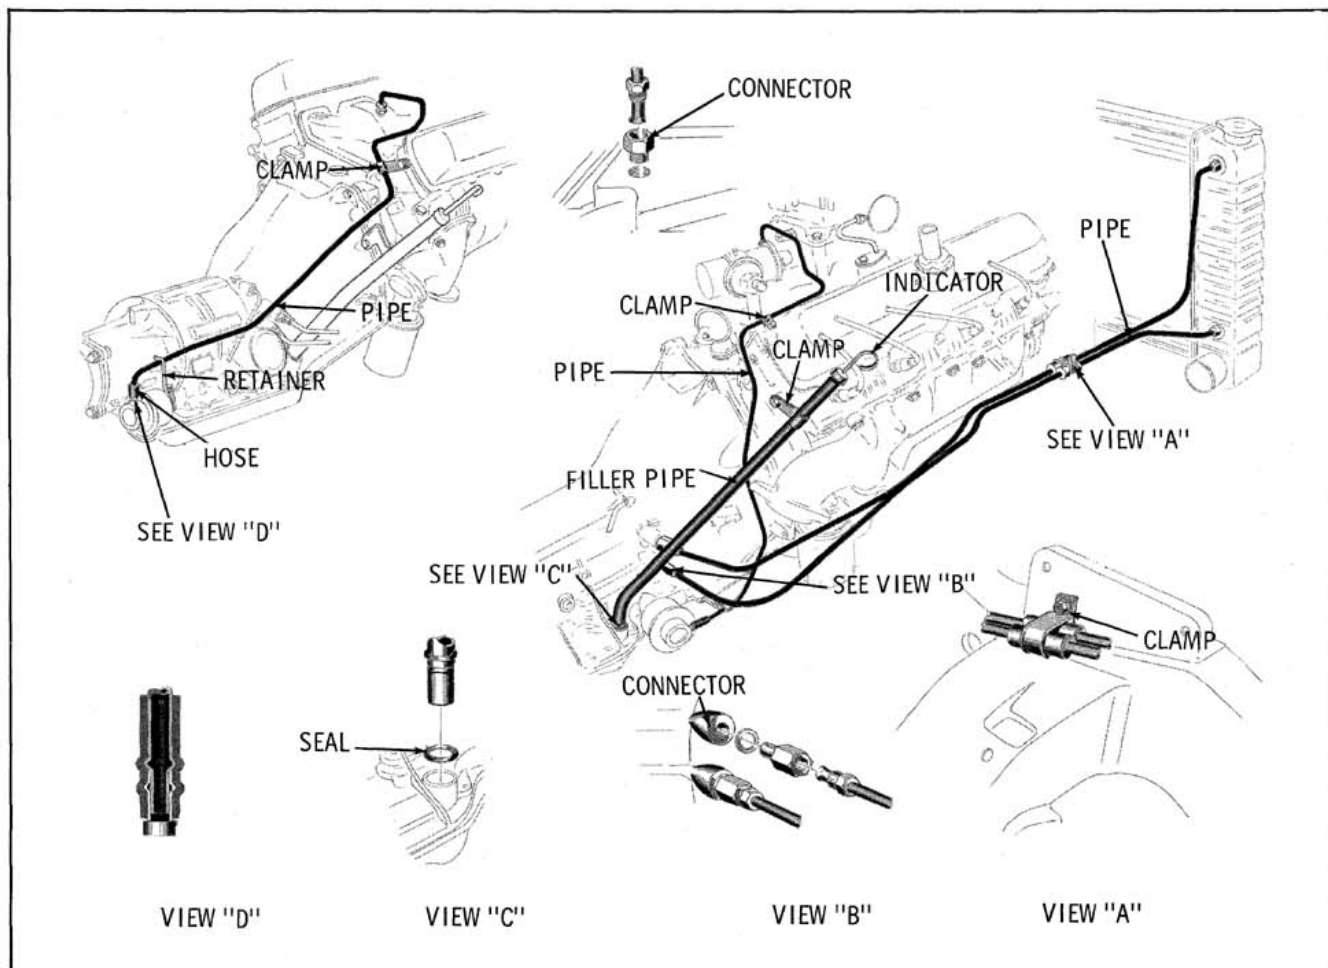 CONNECTOR
CLAMP
PIPE
INDICATOR
CLAMP
PIPE
CLAMP
PIPE
RETAINER
SEE VIEW "A"
HOSE
FILLER PIPE
SEE VIEW "D"
SEE VIEW "C"
SEE VIEW "B"
CLAMP
CONNECTOR
SEAL
VIEW "D"
VIEW "C"
VIEW "B"
VIEW "A"